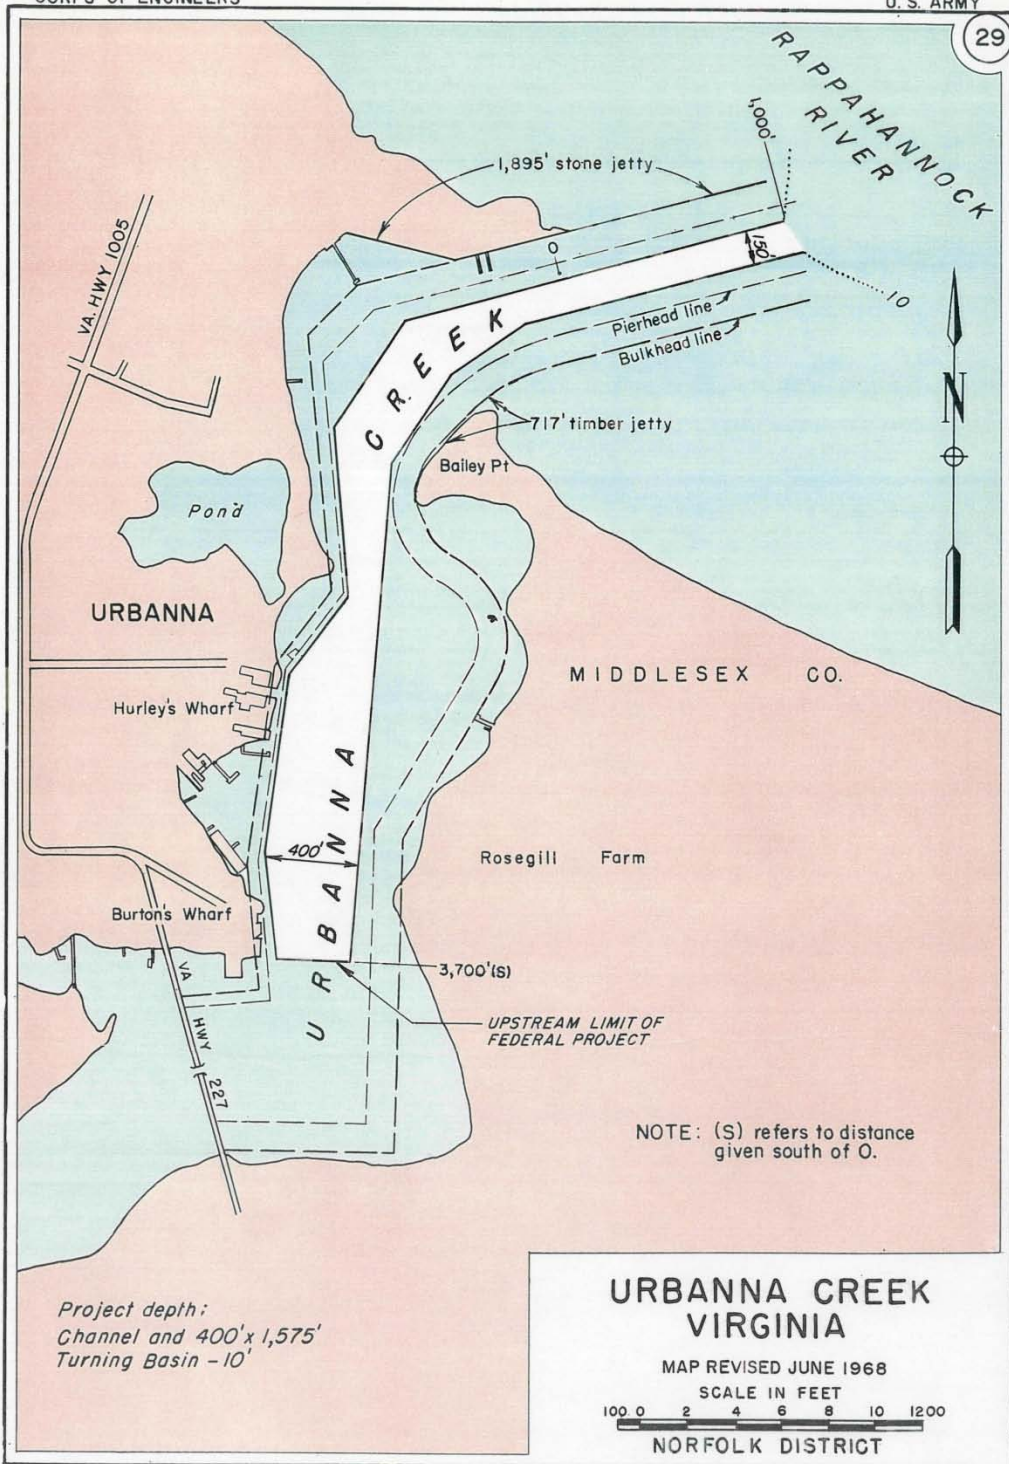 CORPS OF ENGINEERS
U. S. ARMY
29
RAPPAHANNOCK
RIVER
1,000'
1,895' stone jetty
O
150'
10
Pierhead line
Bulkhead line
VA. HWY 1005
CREEK
N
717' timber jetty
Bailey Pt
Pond
URBANNA
MIDDLESEX CO.
Hurley's Wharf
URBANNA
400'
Rosegill Farm
Burton's Wharf
3,700'(S)
VA
HWY
227
UPSTREAM LIMIT OF
FEDERAL PROJECT
NOTE: (S) refers to distance
given south of O.
Project depth:
Channel and 400'x 1,575'
Turning Basin - 10'
URBANNA CREEK
VIRGINIA
MAP REVISED JUNE 1968
SCALE IN FEET
100 0 2 4 6 8 10 1200
NORFOLK DISTRICT